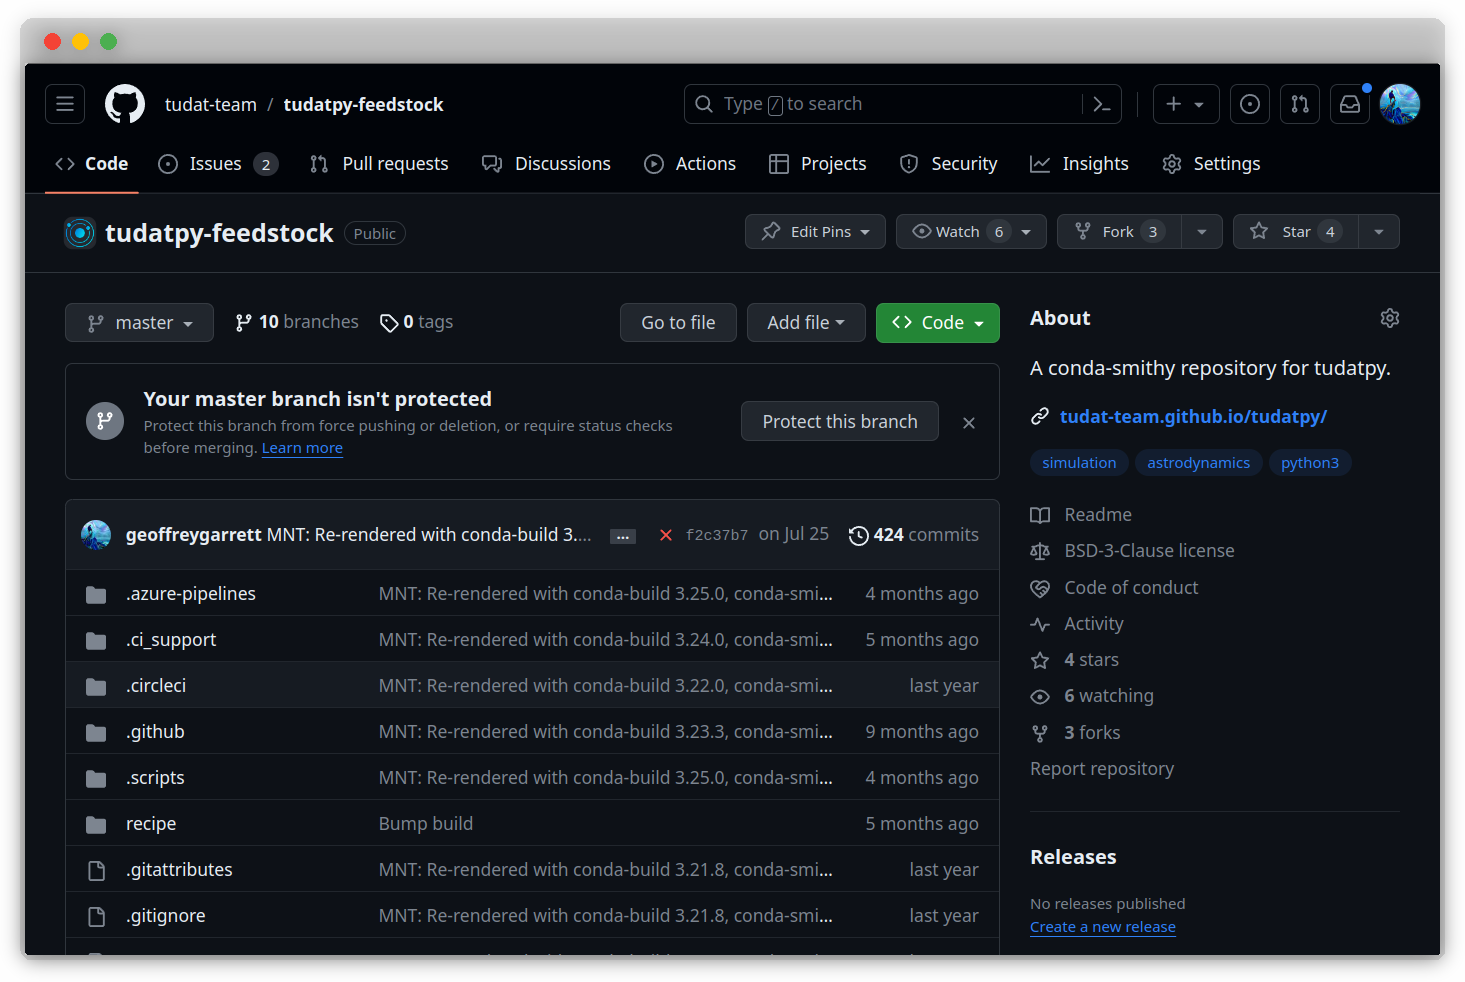 tudat-team / tudatpy-feedstock
Type / to search
Code
Issues 2
Pull requests
Discussions
Actions
Projects
Security
Insights
Settings
tudatpy-feedstock Public
Edit Pins
Watch 6
Fork 3
Star 4
master
10 branches
0 tags
Go to file
Add file
Code
Your master branch isn't protected
Protect this branch from force pushing or deletion, or require status checks
before merging. Learn more
Protect this branch
geoffreygarrett MNT: Re-rendered with conda-build 3.... ... f2c37b7 on Jul 25 424 commits
.azure-pipelines MNT: Re-rendered with conda-build 3.25.0, conda-smi... 4 months ago
.ci_support MNT: Re-rendered with conda-build 3.24.0, conda-smi... 5 months ago
.circleci MNT: Re-rendered with conda-build 3.22.0, conda-smi... last year
.github MNT: Re-rendered with conda-build 3.23.3, conda-smi... 9 months ago
.scripts MNT: Re-rendered with conda-build 3.25.0, conda-smi... 4 months ago
recipe Bump build 5 months ago
.gitattributes MNT: Re-rendered with conda-build 3.21.8, conda-smi... last year
.gitignore MNT: Re-rendered with conda-build 3.21.8, conda-smi... last year
About
A conda-smithy repository for tudatpy.
tudat-team.github.io/tudatpy/
simulation astrodynamics python3
Readme
BSD-3-Clause license
Code of conduct
Activity
4 stars
6 watching
3 forks
Report repository
Releases
No releases published
Create a new release